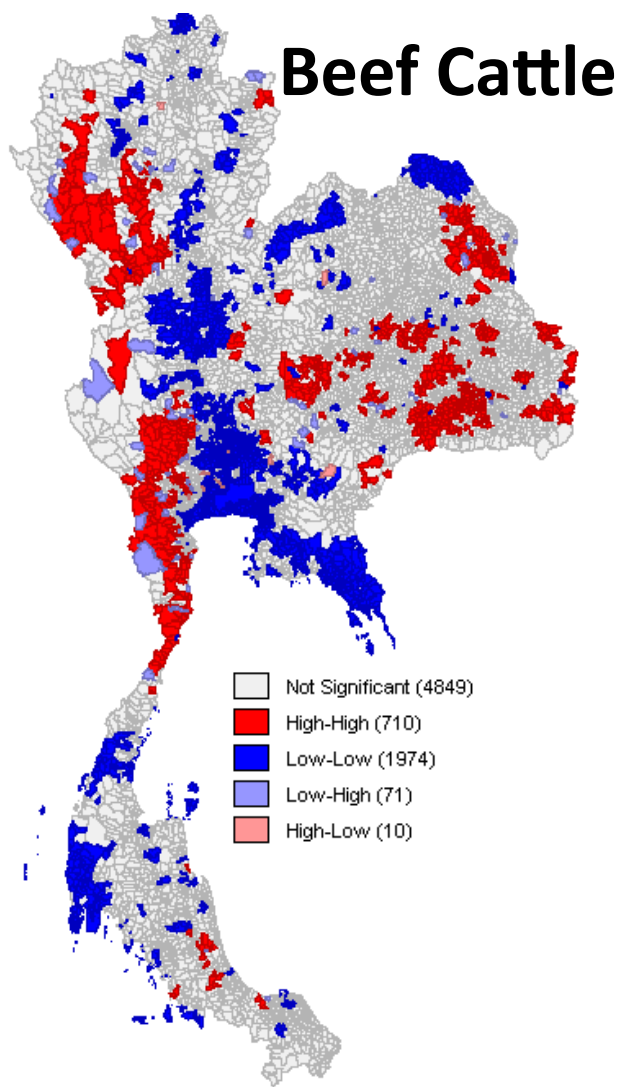 Beef Cattle
Not Significant (4849)
High-High (710)
Low-Low (1974)
Low-High (71)
High-Low (10)